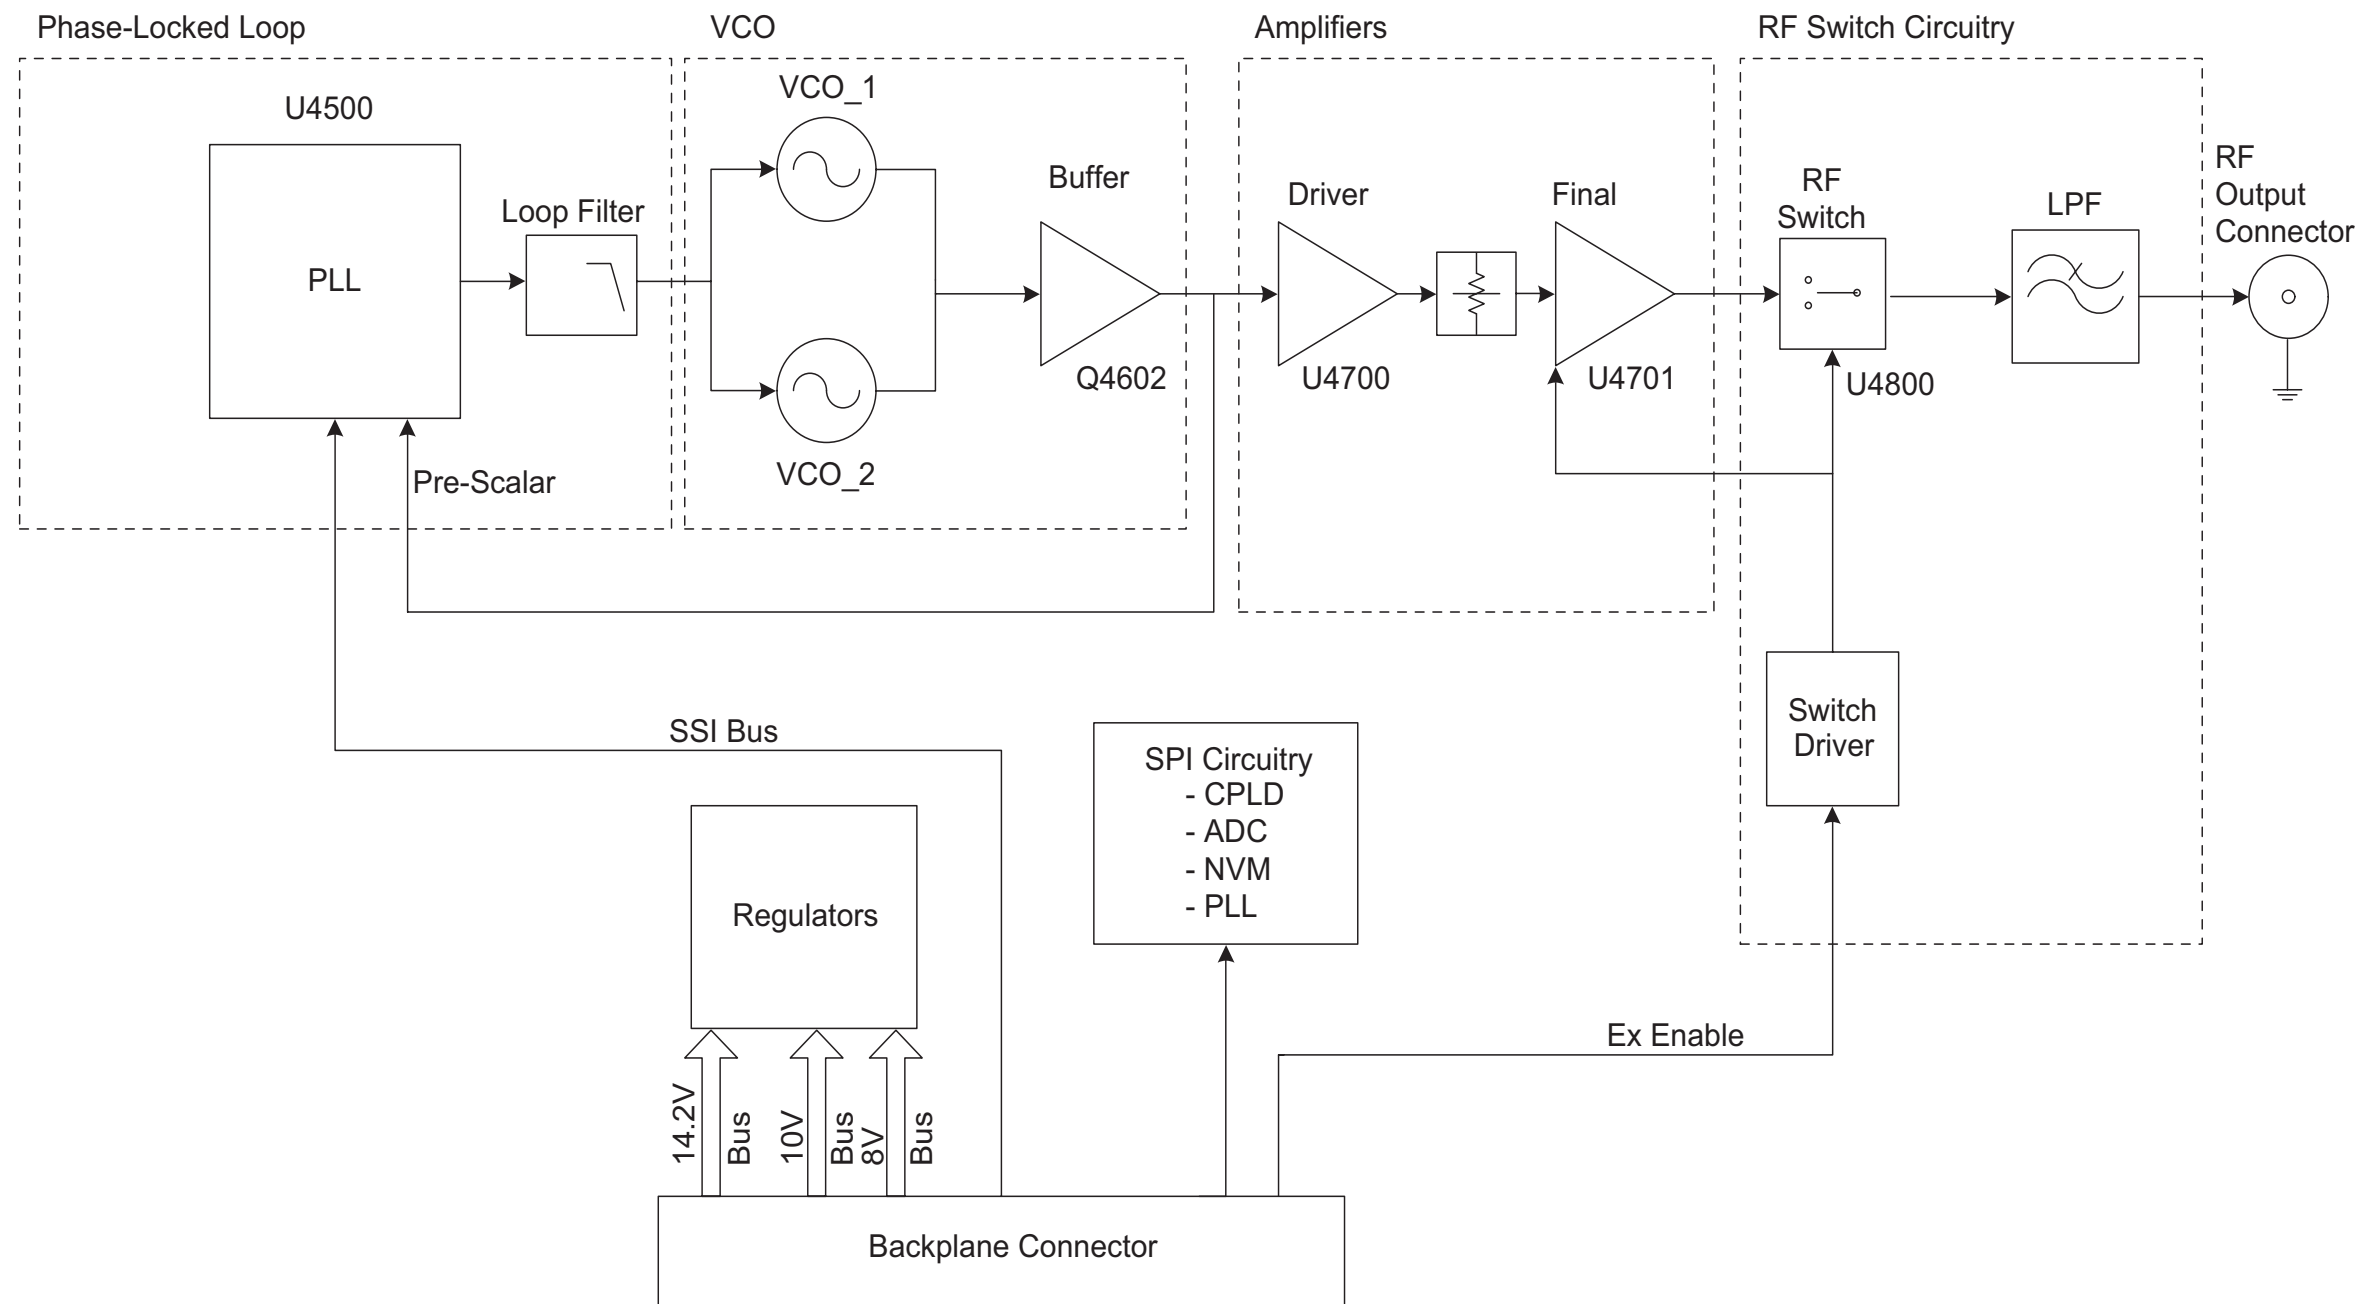 Phase-Locked Loop
VCO
Amplifiers
RF Switch Circuitry
U4500
PLL
Loop Filter
Pre-Scalar
VCO_1
VCO_2
Buffer
Q4602
Driver
U4700
Final
U4701
RF
Switch
U4800
LPF
RF
Output
Connector
Switch
Driver
SSI Bus
SPI Circuitry
- CPLD
- ADC
- NVM
- PLL
Regulators
Ex Enable
14.2V
Bus
10V
Bus
8V
Bus
Backplane Connector